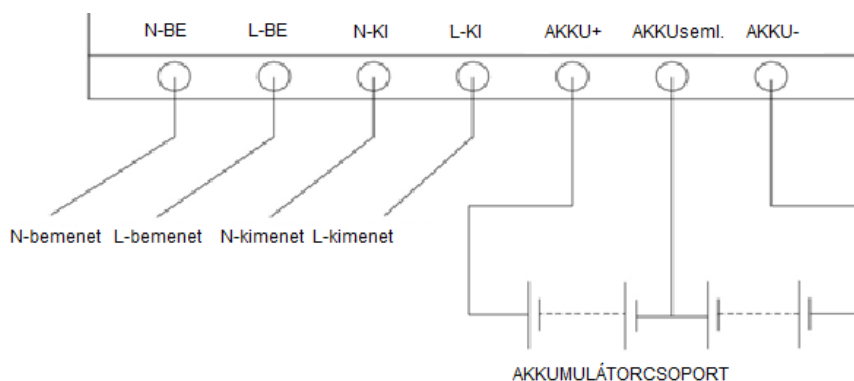 N-BE L-BE N-KI L-KI AKKU+ AKKUseml. AKKU-
N-bemenet L-bemenet N-kimenet L-kimenet
AKKUMULÁTORCSOPORT